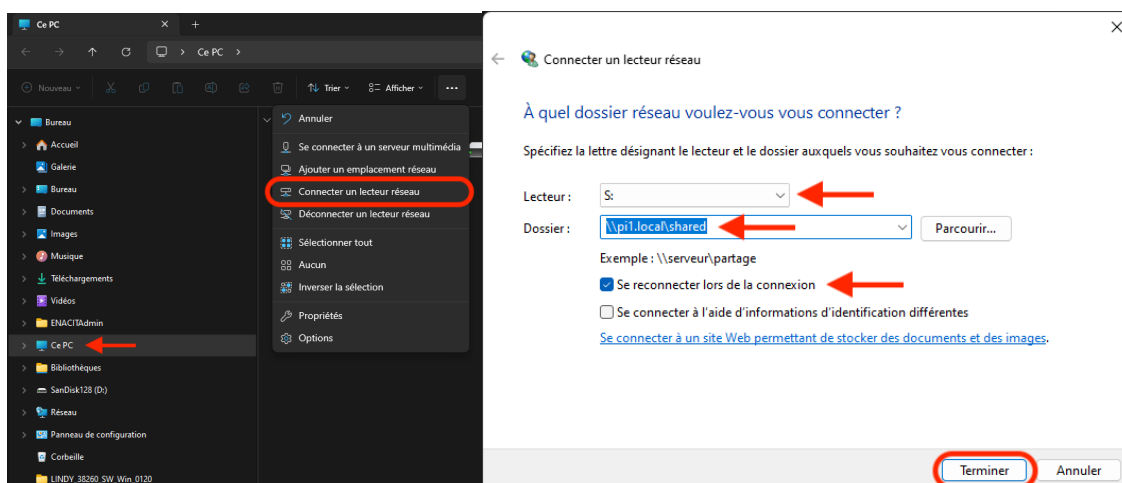 Ce PC
Ce PC
Nouveau
Trier
Afficher
Bureau
Accueil
Galerie
Bureau
Documents
Images
Musique
Téléchargements
Vidéos
ENACITAdmin
Ce PC
Bibliothèques
SanDisk128 (D:)
Réseau
Panneau de configuration
Corbeille
LINDY_38260_SW_Win_0120
Annuler
Se connecter à un serveur multimédia
Ajouter un emplacement réseau
Connecter un lecteur réseau
Déconnecter un lecteur réseau
Sélectionner tout
Aucun
Inverser la sélection
Propriétés
Options
Connecter un lecteur réseau
À quel dossier réseau voulez-vous vous connecter ?
Spécifiez la lettre désignant le lecteur et le dossier auxquels vous souhaitez vous connecter :
Lecteur : S:
Dossier : \\pi1.local\shared Parcourir...
Exemple : \\serveur\partage
Se reconnecter lors de la connexion
Se connecter à l'aide d'informations d'identification différentes
Se connecter à un site Web permettant de stocker des documents et des images.
Terminer Annuler